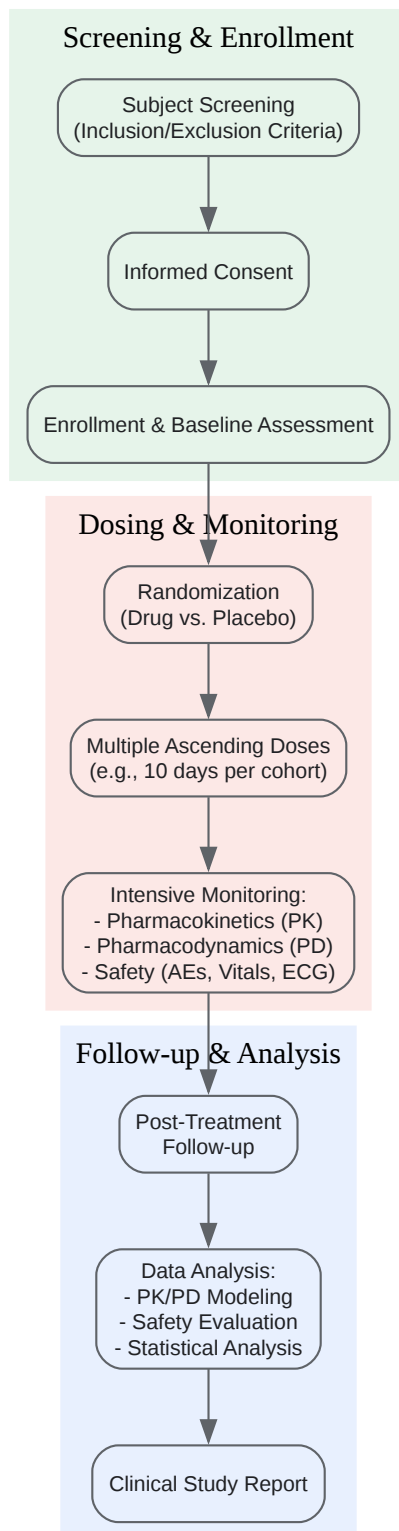 Screening & Enrollment
Subject Screening
(Inclusion/Exclusion Criteria)
Informed Consent
Enrollment & Baseline Assessment
Dosing & Monitoring
Randomization
(Drug vs. Placebo)
Multiple Ascending Doses
(e.g., 10 days per cohort)
Intensive Monitoring:
- Pharmacokinetics (PK)
- Pharmacodynamics (PD)
- Safety (AEs, Vitals, ECG)
Follow-up & Analysis
Post-Treatment
Follow-up
Data Analysis:
- PK/PD Modeling
- Safety Evaluation
- Statistical Analysis
Clinical Study Report